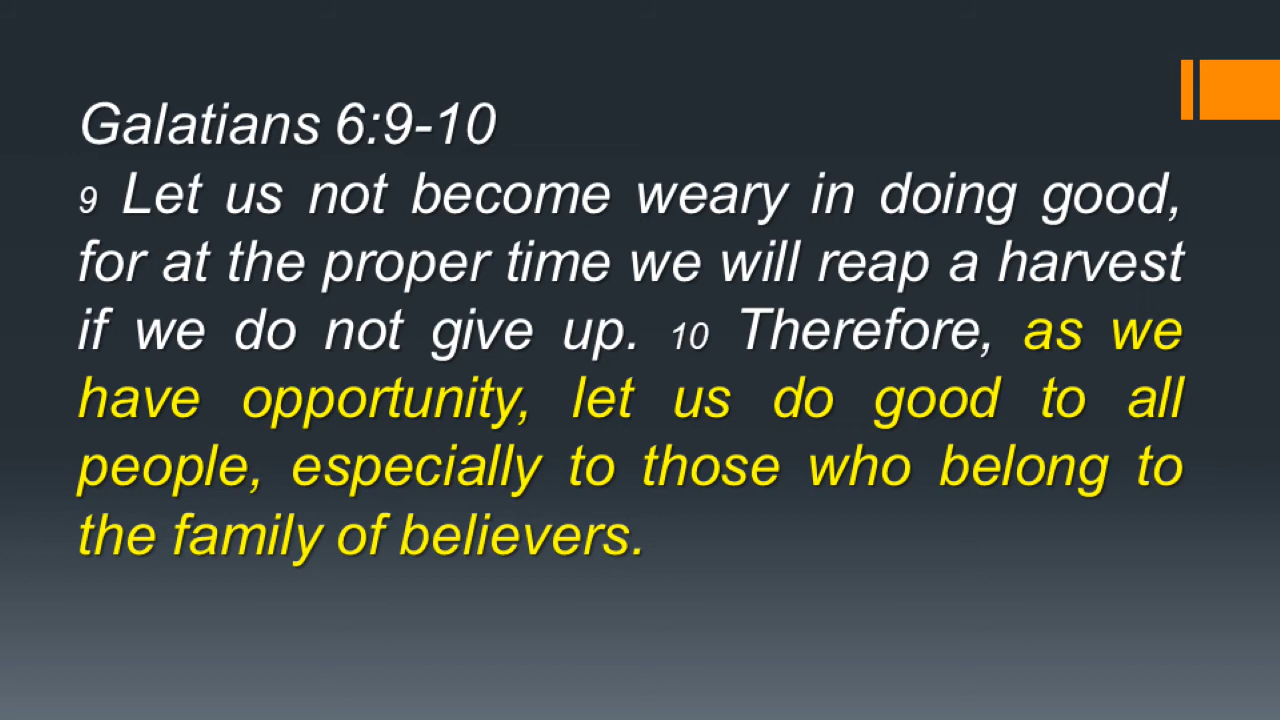 Galatians 6:9-10
9 Let us not become weary in doing good,
for at the proper time we will reap a harvest
if we do not give up. 10 Therefore, as we
have opportunity, let us do good to all
people, especially to those who belong to
the family of believers.